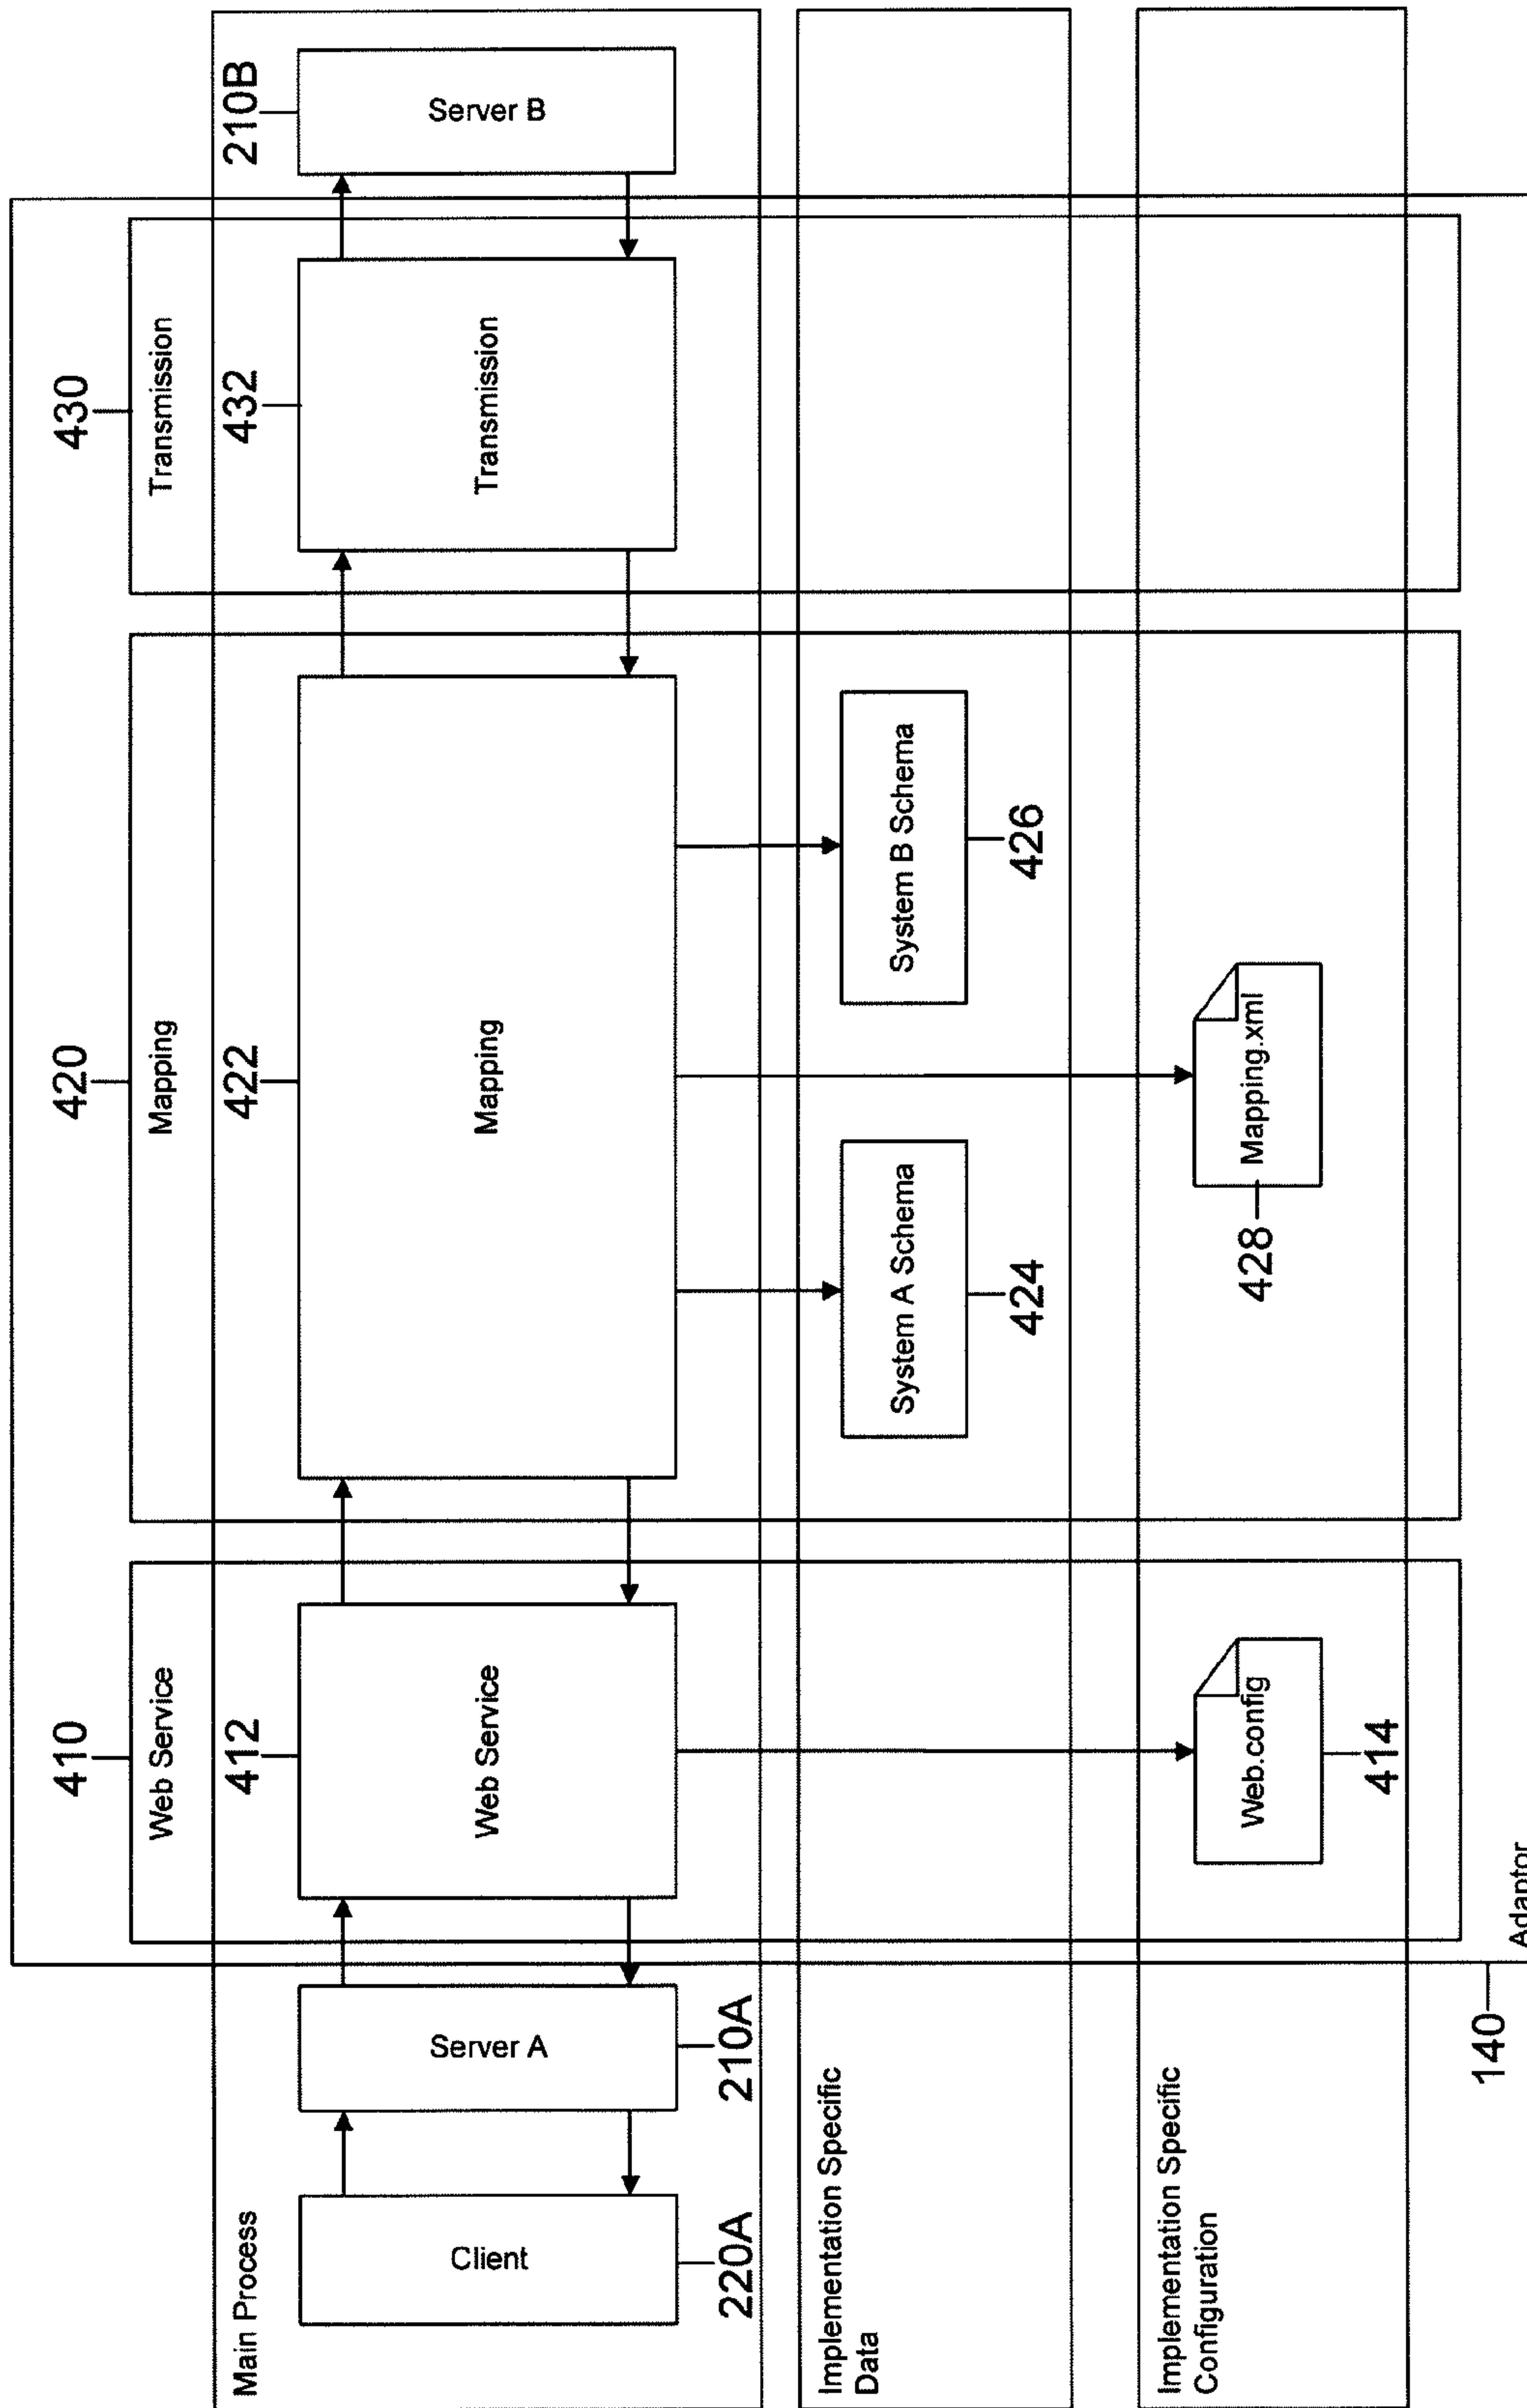 410
420
430
Web Service
Mapping
Transmission
Main Process
412
422
432
210B
Client
Server A
Web Service
Mapping
Transmission
Server B
220A
210A
Implementation Specific
Data
System A Schema
System B Schema
424
426
Implementation Specific
Configuration
Web.config
428
Mapping.xml
414
140
Adaptor